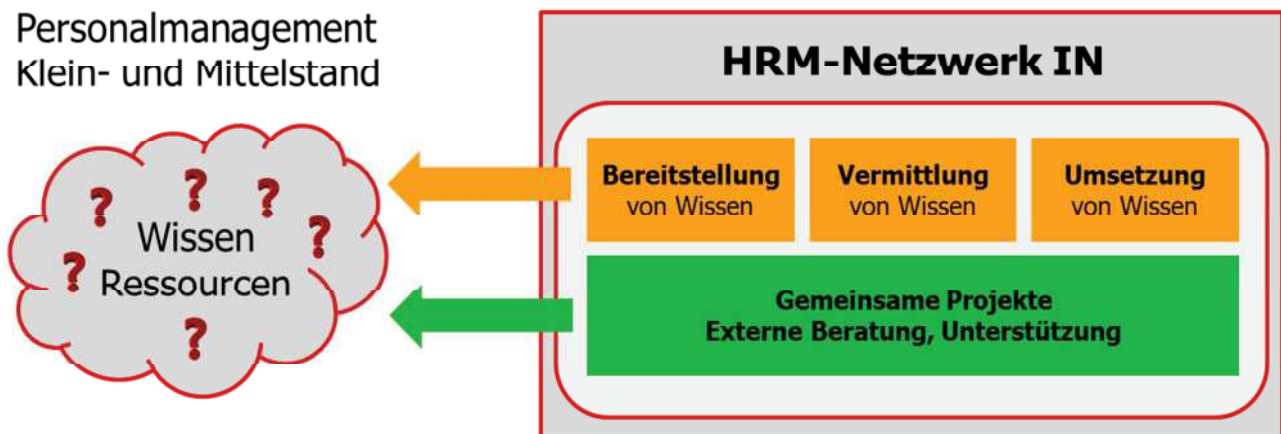 Personalmanagement
Klein- und Mittelstand
? ? ? ? ? ?
Wissen
Ressourcen
HRM-Netzwerk IN
Bereitstellung
von Wissen
Vermittlung
von Wissen
Umsetzung
von Wissen
Gemeinsame Projekte
Externe Beratung, Unterstützung